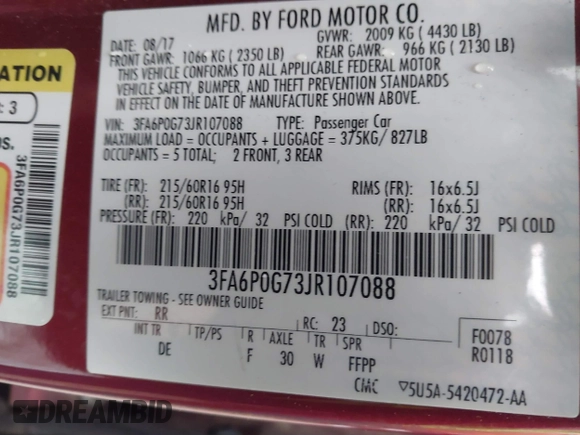 MFD. BY FORD MOTOR CO.
DATE: 08/17 GVWR: 2009 KG ( 4430 LB)
FRONT GAWR: 1066 KG ( 2350 LB) REAR GAWR: 966 KG ( 2130 LB)
THIS VEHICLE CONFORMS TO ALL APPLICABLE FEDERAL MOTOR
VEHICLE SAFETY, BUMPER, AND THEFT PREVENTION STANDARDS
IN EFFECT ON THE DATE OF MANUFACTURE SHOWN ABOVE.
VIN: 3FA6P0G73JR107088 TYPE: Passenger Car
MAXIMUM LOAD = OCCUPANTS + LUGGAGE = 375KG/ 827LB
OCCUPANTS = 5 TOTAL; 2 FRONT, 3 REAR
TIRE (FR): 215/60R16 95H RIMS (FR): 16x6.5J
(RR): 215/60R16 95H (RR): 16x6.5J
PRESSURE (FR): 220 kPa/ 32 PSI COLD (RR): 220 kPa/ 32 PSI COLD
3FA6P0G73JR107088
TRAILER TOWING - SEE OWNER GUIDE
EXT PNT: RR RC: 23 DSO:
INT TR TP/PS R AXLE TR SPR
DE F 30 W FFPP
F0078
R0118
CMC ▽5U5A-5420472-AA
ATION
: 3
OS.
3FA6P0G73JR107088
DREAMBID